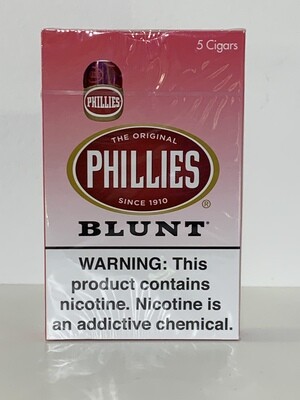 5 Cigars
PHILLIES
THE ORIGINAL
PHILLIES
SINCE 1910
®
BLUNT
WARNING: This
product contains
nicotine. Nicotine is
an addictive chemical.